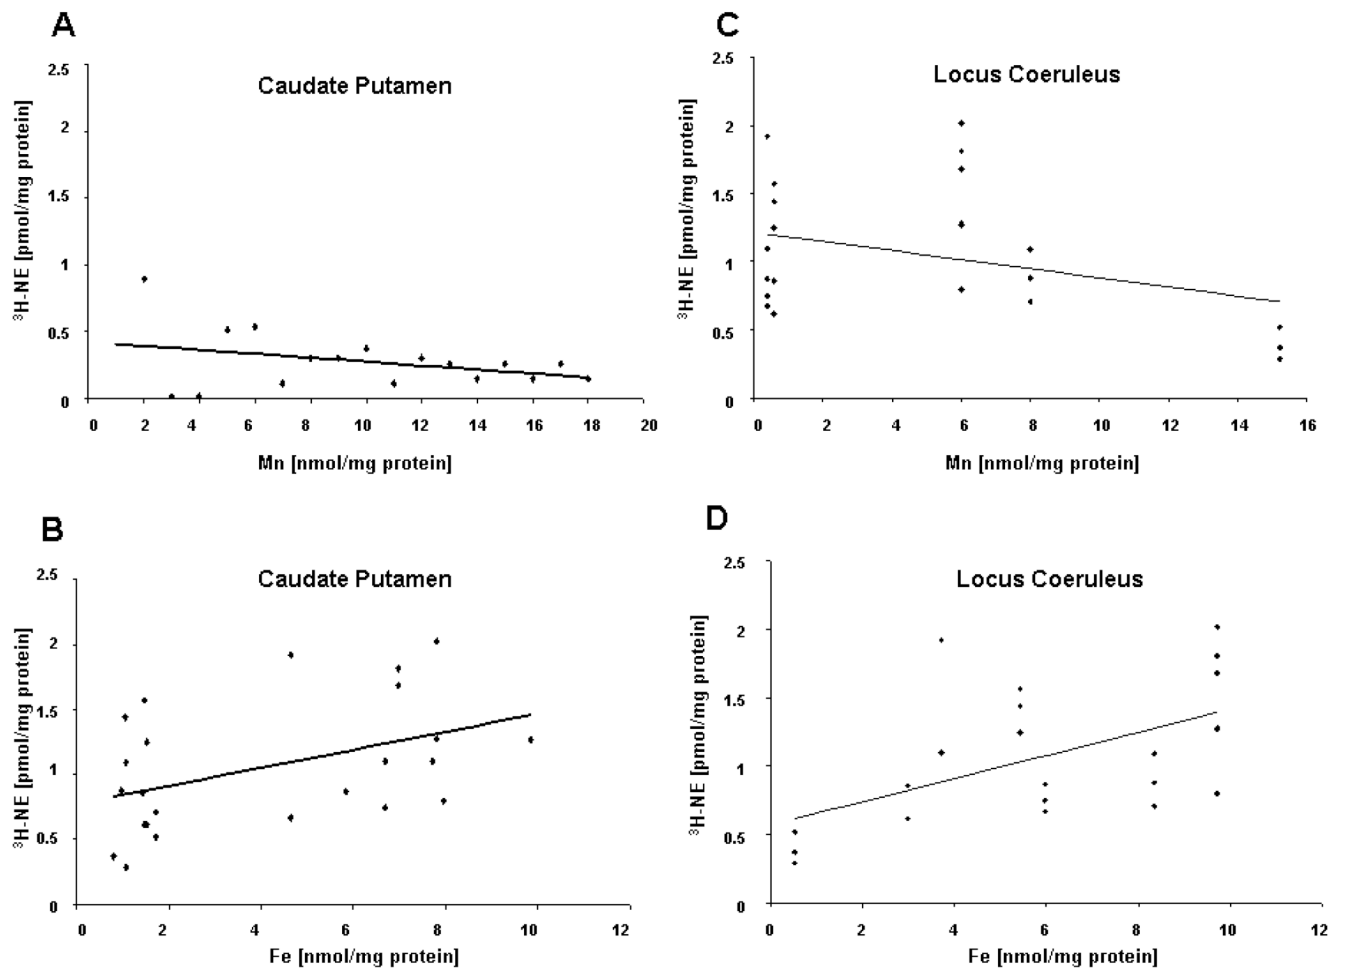 A
Caudate Putamen
³H-NE [pmol/mg protein]
2.5
2
1.5
1
0.5
0
0 2 4 6 8 10 12 14 16 18 20
Mn [nmol/mg protein]
C
Locus Coeruleus
³H-NE [pmol/mg protein]
2.5
2
1.5
1
0.5
0
0 2 4 6 8 10 12 14 16
Mn [nmol/mg protein]
B
Caudate Putamen
³H-NE [pmol/mg protein]
2.5
2
1.5
1
0.5
0
0 2 4 6 8 10 12
Fe [nmol/mg protein]
D
Locus Coeruleus
³H-NE [pmol/mg protein]
2.5
2
1.5
1
0.5
0
0 2 4 6 8 10 12
Fe [nmol/mg protein]